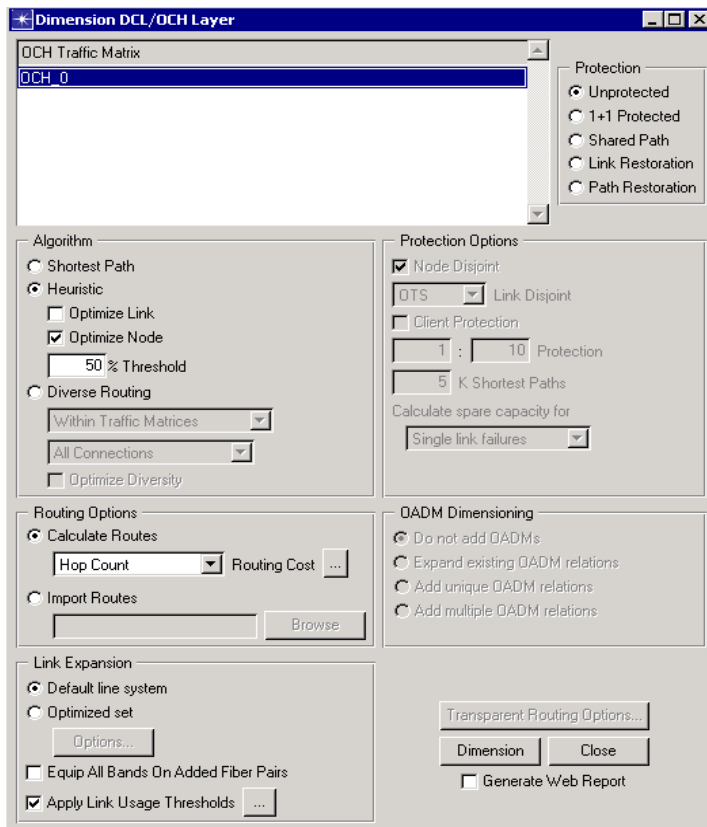 Dimension DCL/OCH Layer
OCH Traffic Matrix
OCH_0
Protection
Unprotected
1+1 Protected
Shared Path
Link Restoration
Path Restoration
Algorithm
Shortest Path
Heuristic
Optimize Link
Optimize Node
50 % Threshold
Diverse Routing
Within Traffic Matrices
All Connections
Optimize Diversity
Protection Options
Node Disjoint
OTS Link Disjoint
Client Protection
1 : 10 Protection
5 K Shortest Paths
Calculate spare capacity for
Single link failures
Routing Options
Calculate Routes
Hop Count Routing Cost ...
Import Routes
Browse
OADM Dimensioning
Do not add OADMs
Expand existing OADM relations
Add unique OADM relations
Add multiple OADM relations
Link Expansion
Default line system
Optimized set
Options...
Equip All Bands On Added Fiber Pairs
Apply Link Usage Thresholds ...
Transparent Routing Options...
Dimension Close
Generate Web Report